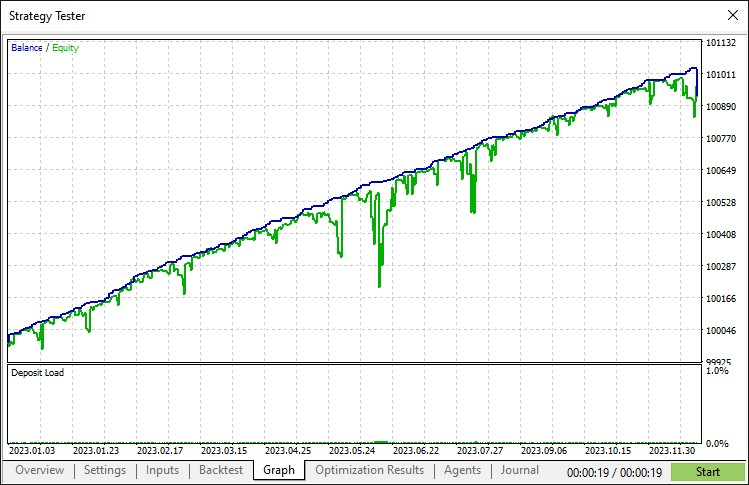 Strategy Tester
Balance / Equity
101132
101011
100890
100770
100649
100528
100408
100287
100166
100046
99925
Deposit Load
1.0%
0.0%
2023.01.03 2023.01.23 2023.02.17 2023.03.15 2023.04.25 2023.05.24 2023.06.22 2023.07.27 2023.09.06 2023.10.15 2023.11.30
Overview Settings Inputs Backtest Graph Optimization Results Agents Journal 00:00:19 / 00:00:19 Start